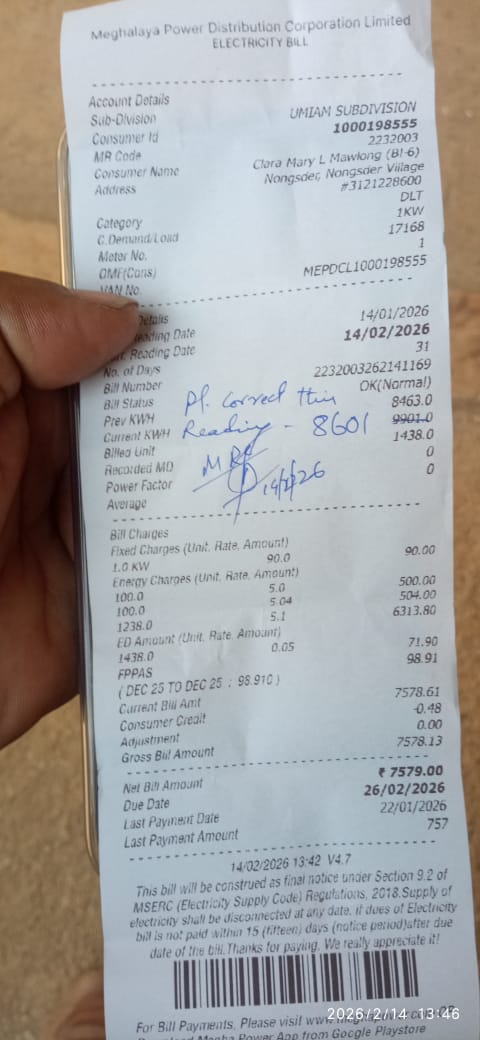 Meghalaya Power Distribution Corporation Limited
ELECTRICITY BILL
Account Details
Sub-Division UMIAM SUBDIVISION
Consumer Id 1000198555
MR Code 2232003
Consumer Name Clara Mary L Mawlong (BI-6)
Address Nongsder, Nongsder Village
#3121228600
Category DLT
C.Demand/Load 1KW
Meter No. 17168
OMF(Cons) 1
VAN No. MEPDCL1000198555
Details
Reading Date 14/01/2026
Reading Date 14/02/2026
No. of Days 31
Bill Number 2232003262141169
Bill Status OK(Normal)
Prev KWH 8463.0
Current KWH 9901.0
Billed Unit 1438.0
Recorded MD 0
Power Factor 0
Average
Pl. correct this
Reading - 8601
14/2/26
Bill Charges
Fixed Charges (Unit, Rate, Amount)
1.0 KW 90.0 90.00
Energy Charges (Unit, Rate, Amount)
100.0 5.0 500.00
100.0 5.04 504.00
1238.0 5.1 6313.80
ED Amount (Unit, Rate, Amount)
1438.0 0.05 71.90
FPPAS 98.91
( DEC 25 TO DEC 25 : 98.910 )
Current Bill Amt 7578.61
Consumer Credit -0.48
Adjustment 0.00
Gross Bill Amount 7578.13
Net Bill Amount ₹ 7579.00
Due Date 26/02/2026
Last Payment Date 22/01/2026
Last Payment Amount 757
14/02/2026 13:42 V4.7
This bill will be construed as final notice under Section 9.2 of
MSERC (Electricity Supply Code) Regulations, 2018.Supply of
electricity shall be disconnected at any date, if dues of Electricity
bill is not paid within 15 (fifteen) days (notice period)after due
date of the bill.Thanks for paying. We really appreciate it!
2026/2/14 13:46
For Bill Payments, Please visit
App from Google Playstore